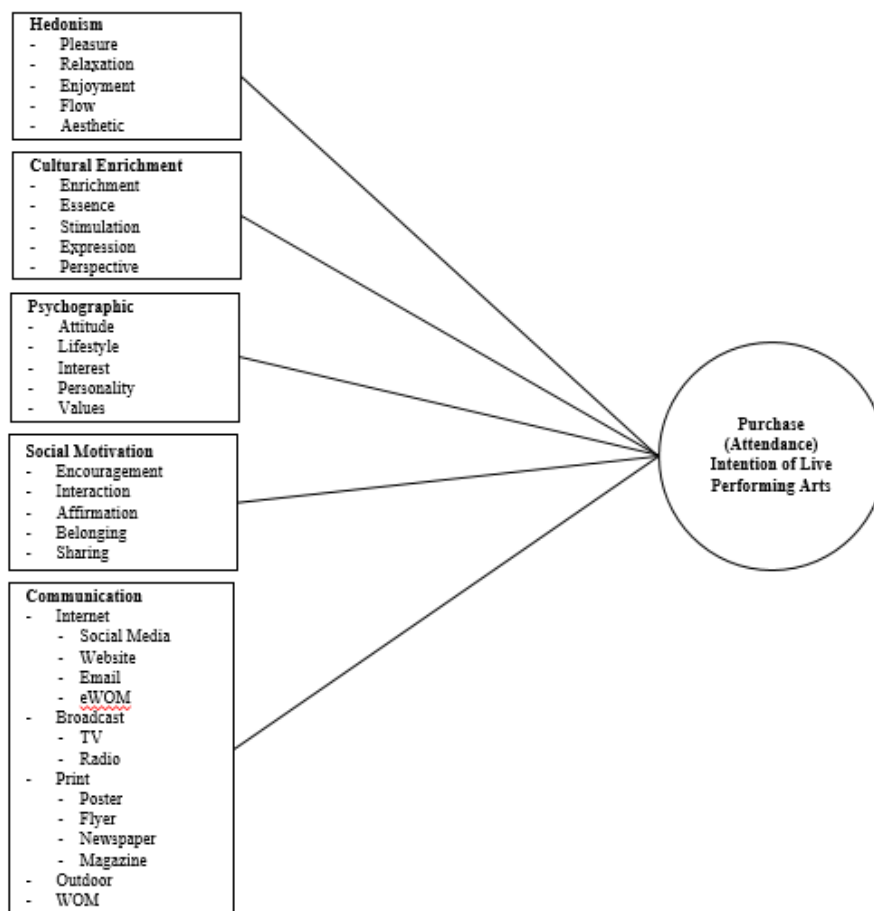 Hedonism
- Pleasure
- Relaxation
- Enjoyment
- Flow
- Aesthetic
Cultural Enrichment
- Enrichment
- Essence
- Stimulation
- Expression
- Perspective
Psychographic
- Attitude
- Lifestyle
- Interest
- Personality
- Values
Social Motivation
- Encouragement
- Interaction
- Affirmation
- Belonging
- Sharing
Communication
- Internet
- Social Media
- Website
- Email
- eWOM
- Broadcast
- TV
- Radio
- Print
- Poster
- Flyer
- Newspaper
- Magazine
- Outdoor
- WOM
Purchase
(Attendance)
Intention of Live
Performing Arts